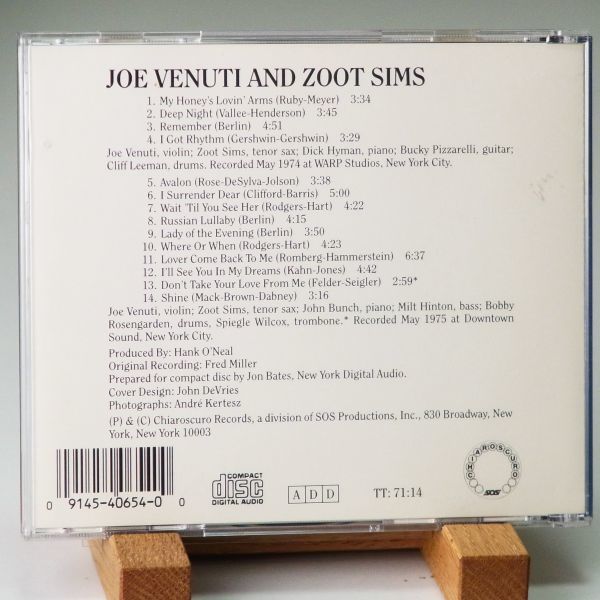 JOE VENUTI AND ZOOT SIMS
1. My Honey's Lovin' Arms (Ruby-Meyer) 3:34
2. Deep Night (Vallee-Henderson) 3:45
3. Remember (Berlin) 4:51
4. I Got Rhythm (Gershwin-Gershwin) 3:29
Joe Venuti, violin; Zoot Sims, tenor sax; Dick Hyman, piano; Bucky Pizzarelli, guitar;
Cliff Leeman, drums. Recorded May 1974 at WARP Studios, New York City.
5. Avalon (Rose-DeSylva-Jolson) 3:38
6. I Surrender Dear (Clifford-Barris) 5:00
7. Wait 'Til You See Her (Rodgers-Hart) 4:22
8. Russian Lullaby (Berlin) 4:15
9. Lady of the Evening (Berlin) 3:50
10. Where Or When (Rodgers-Hart) 4:23
11. Lover Come Back To Me (Romberg-Hammerstein) 6:37
12. I'll See You In My Dreams (Kahn-Jones) 4:42
13. Don't Take Your Love From Me (Felder-Seigler) 2:59*
14. Shine (Mack-Brown-Dabney) 3:16
Joe Venuti, violin; Zoot Sims, tenor sax; John Bunch, piano; Milt Hinton, bass; Bobby
Rosengarden, drums, Spiegle Wilcox, trombone.* Recorded May 1975 at Downtown
Sound, New York City.
Produced By: Hank O'Neal
Original Recording: Fred Miller
Prepared for compact disc by Jon Bates, New York Digital Audio.
Cover Design: John DeVries
Photographs: André Kertesz
(P) & (C) Chiaroscuro Records, a division of SOS Productions, Inc., 830 Broadway, New
York, New York 10003
0 9145-40654-0 0
COMPACT
disc
DIGITAL AUDIO
A D D
TT: 71:14
CHIAROSCURO
SOS